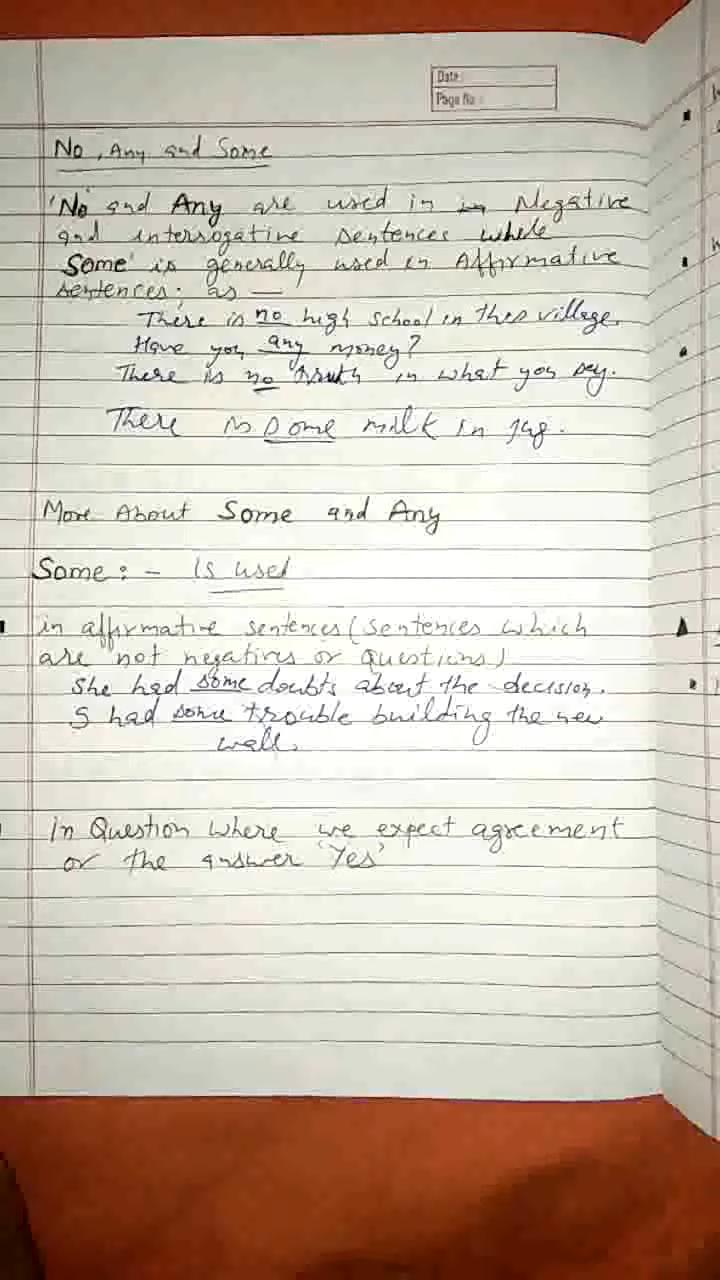 Date
Page No
No, Any and Some
'No and Any are used in Negative
and interrogative sentences while
Some' is generally used in Affirmative
sentences; as —
There is no high school in this village.
Have you any money?
There is no truth in what you say.
There is some milk in jug.
More About Some and Any
Some: - is used
in affirmative sentences (sentences which
are not negatives or questions)
She had some doubts about the decision.
I had some trouble building the new
wall.
In Question where we expect agreement
or the answer 'Yes'